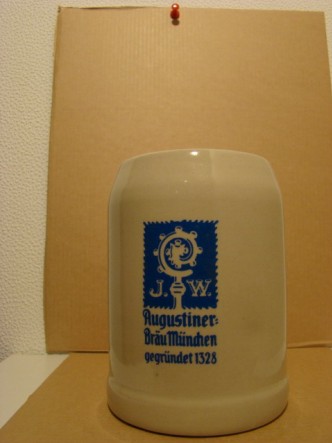 J. W.
Augustiner-
Bräu München
gegründet 1328